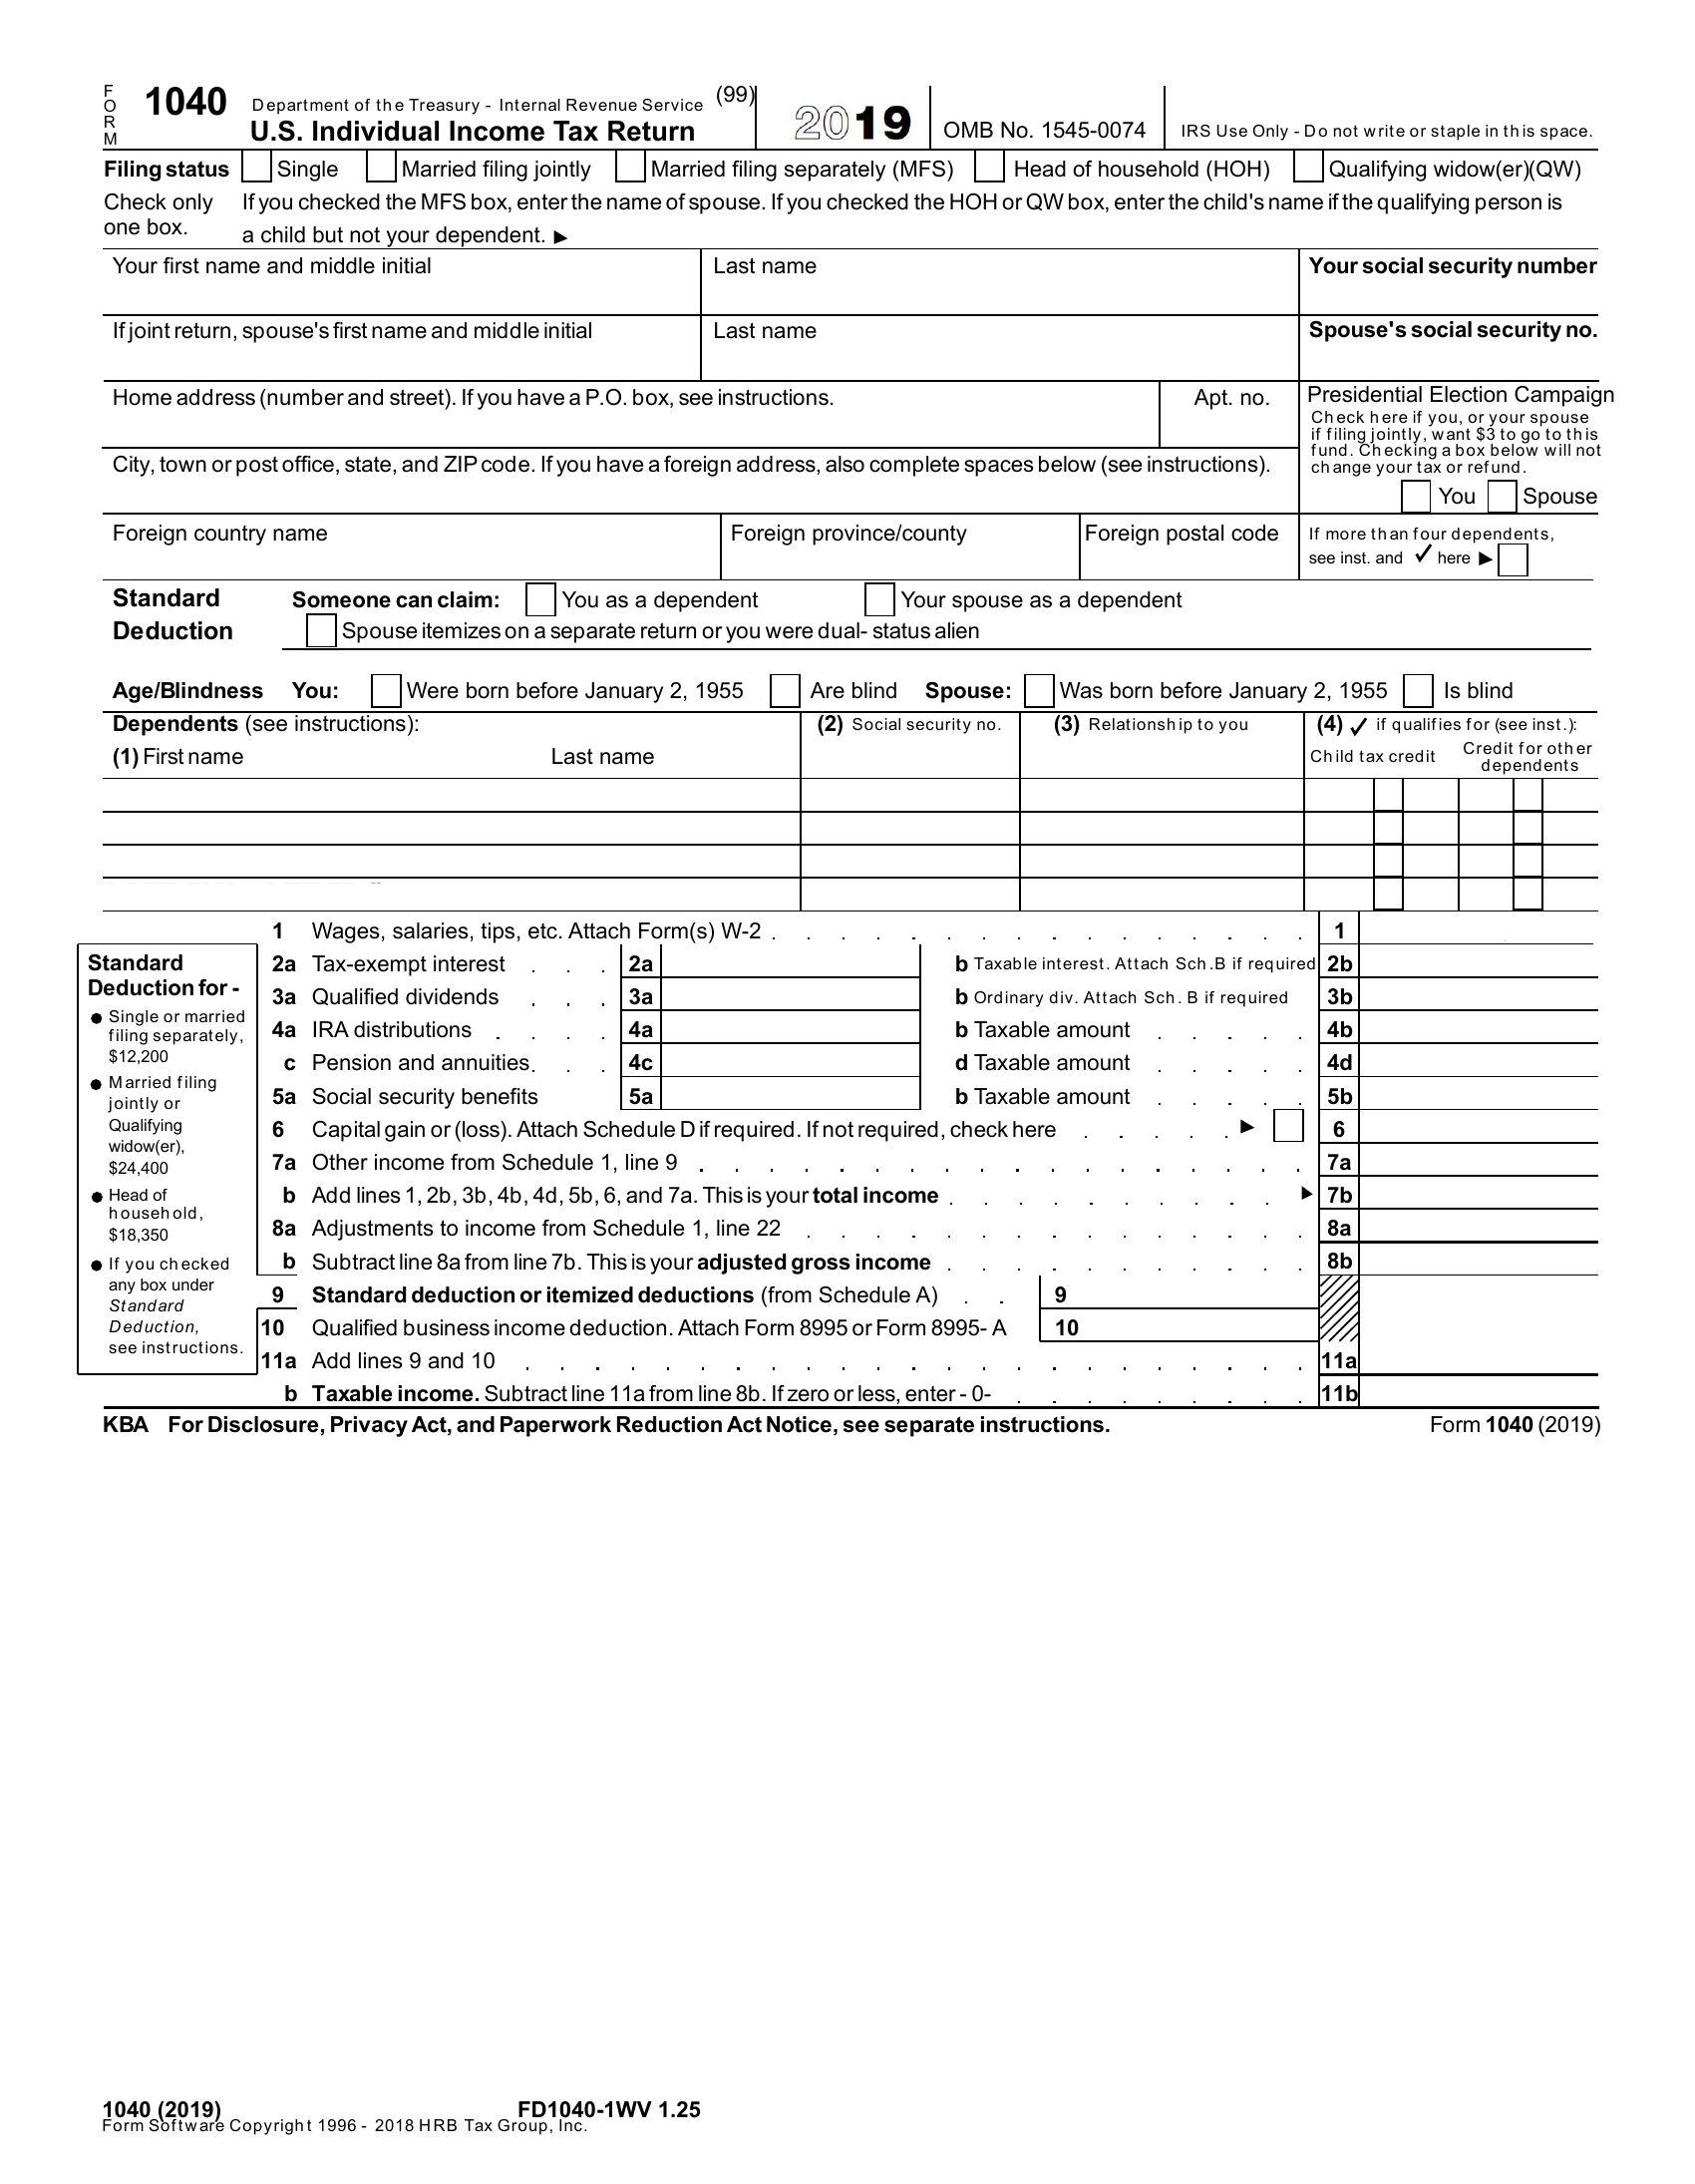 FORM 1040 Department of the Treasury - Internal Revenue Service (99)
U.S. Individual Income Tax Return 2019 OMB No. 1545-0074 IRS Use Only - Do not write or staple in this space.
Filing status Single Married filing jointly Married filing separately (MFS) Head of household (HOH) Qualifying widow(er)(QW)
Check only one box. If you checked the MFS box, enter the name of spouse. If you checked the HOH or QW box, enter the child's name if the qualifying person is
a child but not your dependent. ▶
Your first name and middle initial Last name Your social security number
If joint return, spouse's first name and middle initial Last name Spouse's social security no.
Home address (number and street). If you have a P.O. box, see instructions. Apt. no. Presidential Election Campaign
Check here if you, or your spouse
if filing jointly, want $3 to go to this
fund. Checking a box below will not
change your tax or refund.
City, town or post office, state, and ZIP code. If you have a foreign address, also complete spaces below (see instructions).
You Spouse
Foreign country name Foreign province/county Foreign postal code If more than four dependents,
see inst. and ✓ here ▶
Standard Deduction Someone can claim: You as a dependent Your spouse as a dependent
Spouse itemizes on a separate return or you were dual- status alien
Age/Blindness You: Were born before January 2, 1955 Are blind Spouse: Was born before January 2, 1955 Is blind
Dependents (see instructions): (2) Social security no. (3) Relationship to you (4) ✓ if qualifies for (see inst.):
(1) First name Last name Child tax credit Credit for other dependents
1 Wages, salaries, tips, etc. Attach Form(s) W-2 . . . . . . . . . . . . . . . . 1
Standard
Deduction for -
● Single or married
filing separately,
$12,200
● Married filing
jointly or
Qualifying
widow(er),
$24,400
● Head of
household,
$18,350
● If you checked
any box under
Standard
Deduction,
see instructions.
2a Tax-exempt interest . . . 2a b Taxable interest. Attach Sch.B if required 2b
3a Qualified dividends . . . 3a b Ordinary div. Attach Sch. B if required 3b
4a IRA distributions . . . . 4a b Taxable amount . . . . . 4b
c Pension and annuities . . . 4c d Taxable amount . . . . . 4d
5a Social security benefits 5a b Taxable amount . . . . . 5b
6 Capital gain or (loss). Attach Schedule D if required. If not required, check here . . . . . ▶ 6
7a Other income from Schedule 1, line 9 . . . . . . . . . . . . . . . . . . 7a
b Add lines 1, 2b, 3b, 4b, 4d, 5b, 6, and 7a. This is your total income . . . . . . . . . . ▶ 7b
8a Adjustments to income from Schedule 1, line 22 . . . . . . . . . . . . . . . 8a
b Subtract line 8a from line 7b. This is your adjusted gross income . . . . . . . . . . . 8b
9 Standard deduction or itemized deductions (from Schedule A) . . 9
10 Qualified business income deduction. Attach Form 8995 or Form 8995- A 10
11a Add lines 9 and 10 . . . . . . . . . . . . . . . . . . . . . . . 11a
b Taxable income. Subtract line 11a from line 8b. If zero or less, enter - 0- . . . . . . . . . 11b
KBA For Disclosure, Privacy Act, and Paperwork Reduction Act Notice, see separate instructions. Form 1040 (2019)
1040 (2019) FD1040-1WV 1.25
Form Software Copyright 1996 - 2018 HRB Tax Group, Inc.